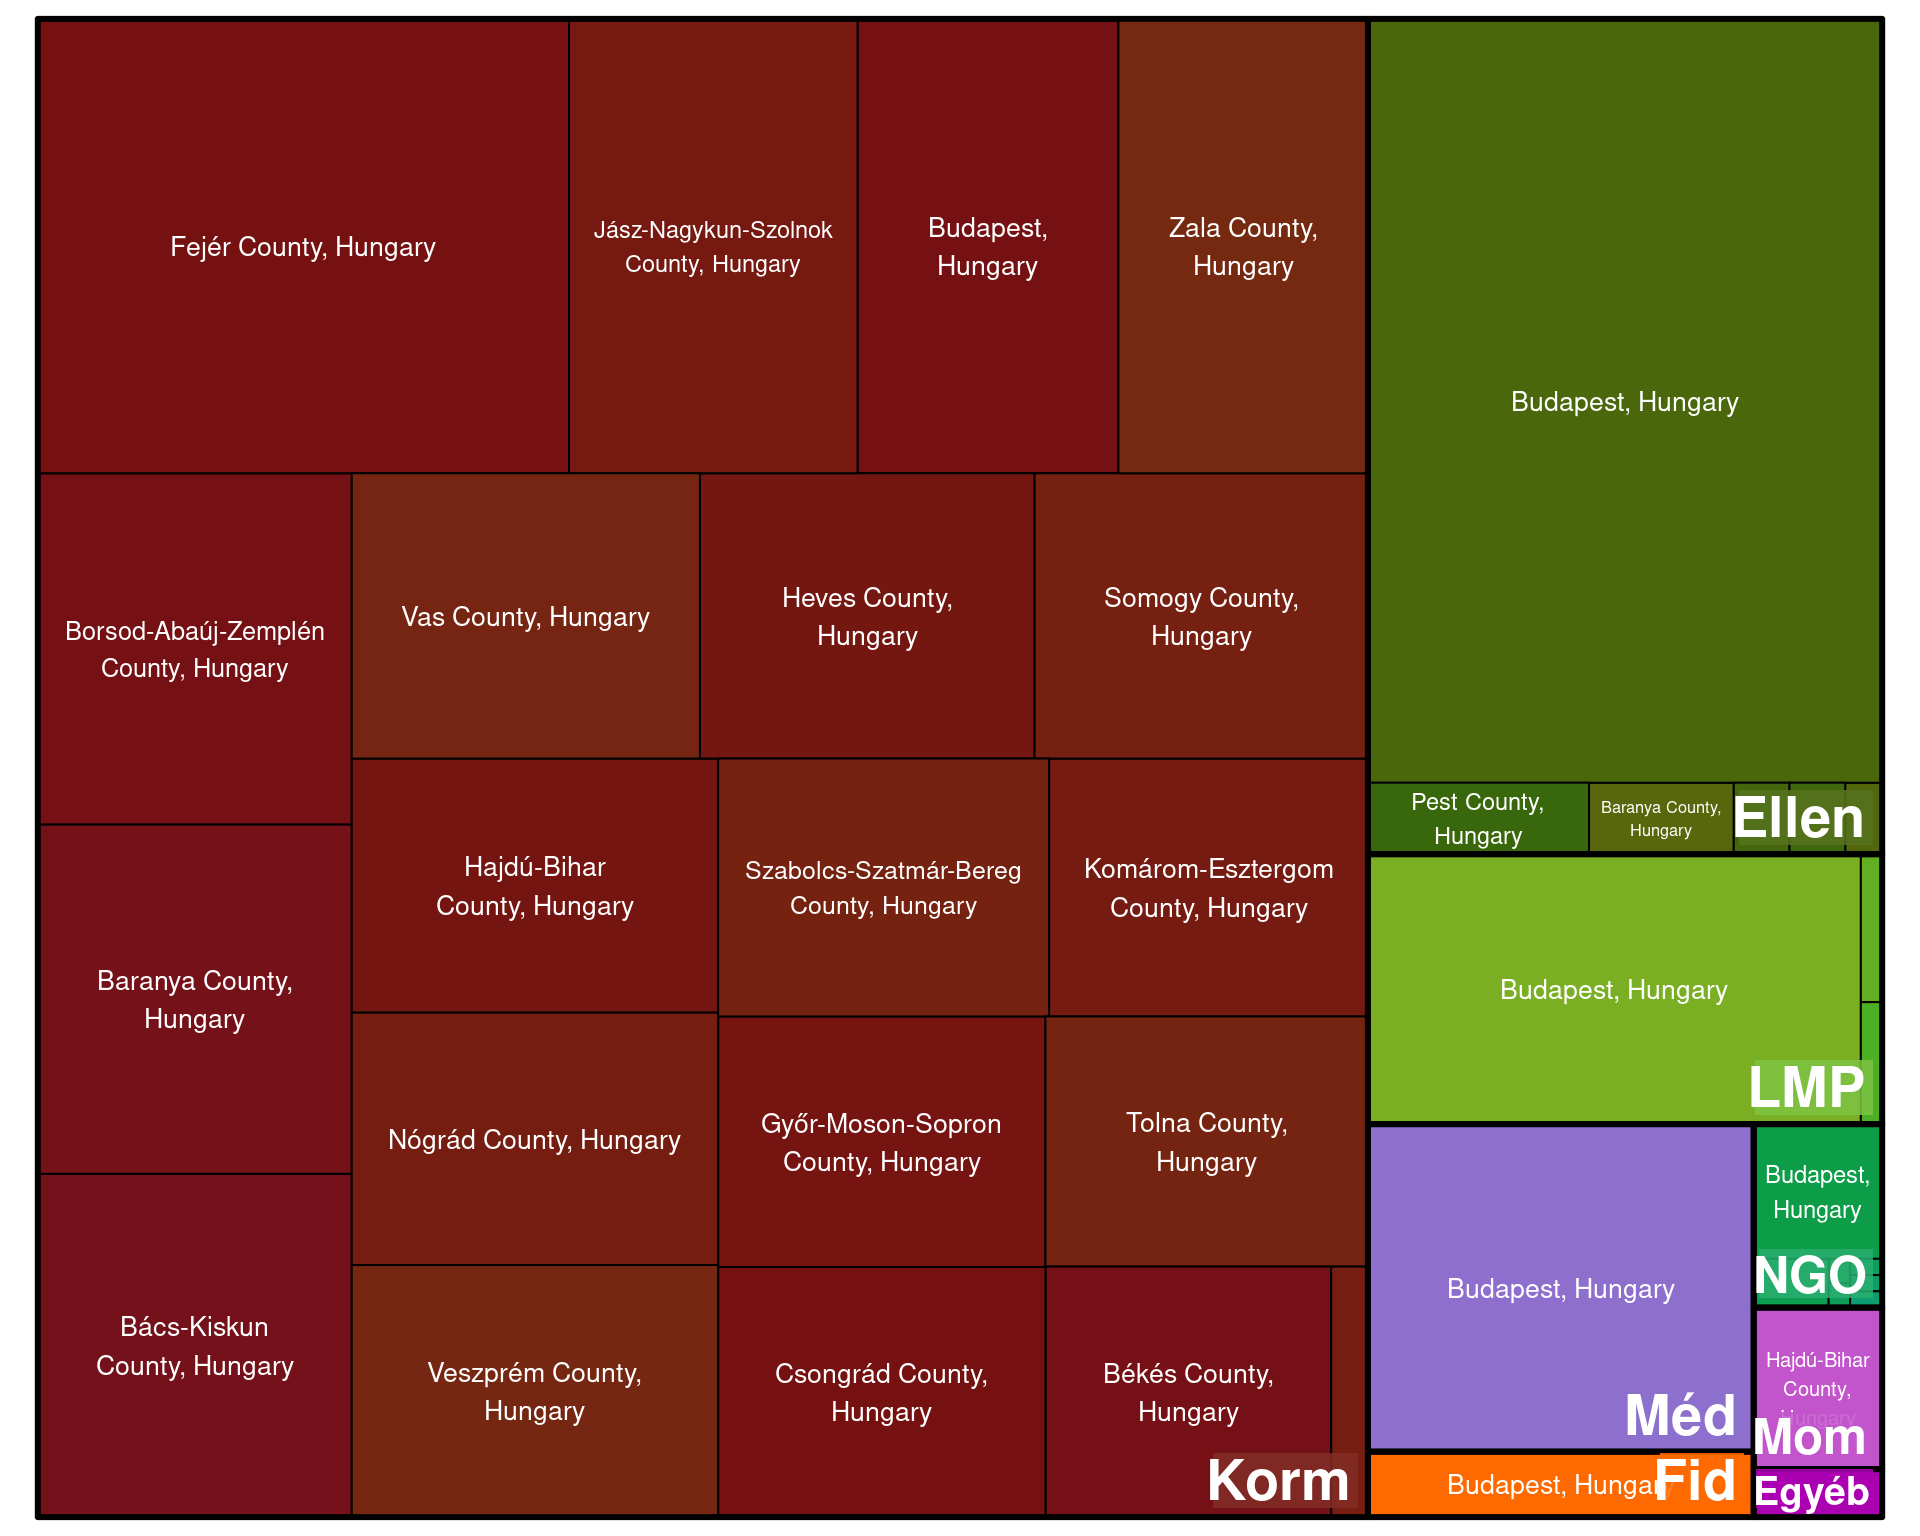 Fejér County, Hungary
Jász-Nagykun-Szolnok
County, Hungary
Budapest,
Hungary
Zala County,
Hungary
Borsod-Abaúj-Zemplén
County, Hungary
Vas County, Hungary
Heves County,
Hungary
Somogy County,
Hungary
Baranya County,
Hungary
Hajdú-Bihar
County, Hungary
Szabolcs-Szatmár-Bereg
County, Hungary
Komárom-Esztergom
County, Hungary
Nógrád County, Hungary
Győr-Moson-Sopron
County, Hungary
Tolna County,
Hungary
Bács-Kiskun
County, Hungary
Veszprém County,
Hungary
Csongrád County,
Hungary
Békés County,
Hungary
Korm
Budapest, Hungary
Pest County,
Hungary
Baranya County,
Hungary
Ellen
Budapest, Hungary
LMP
Budapest, Hungary
Méd
Budapest,
Hungary
NGO
Hajdú-Bihar
County,
Hungary
Mom
Budapest, Hungary
Fid
Egyéb